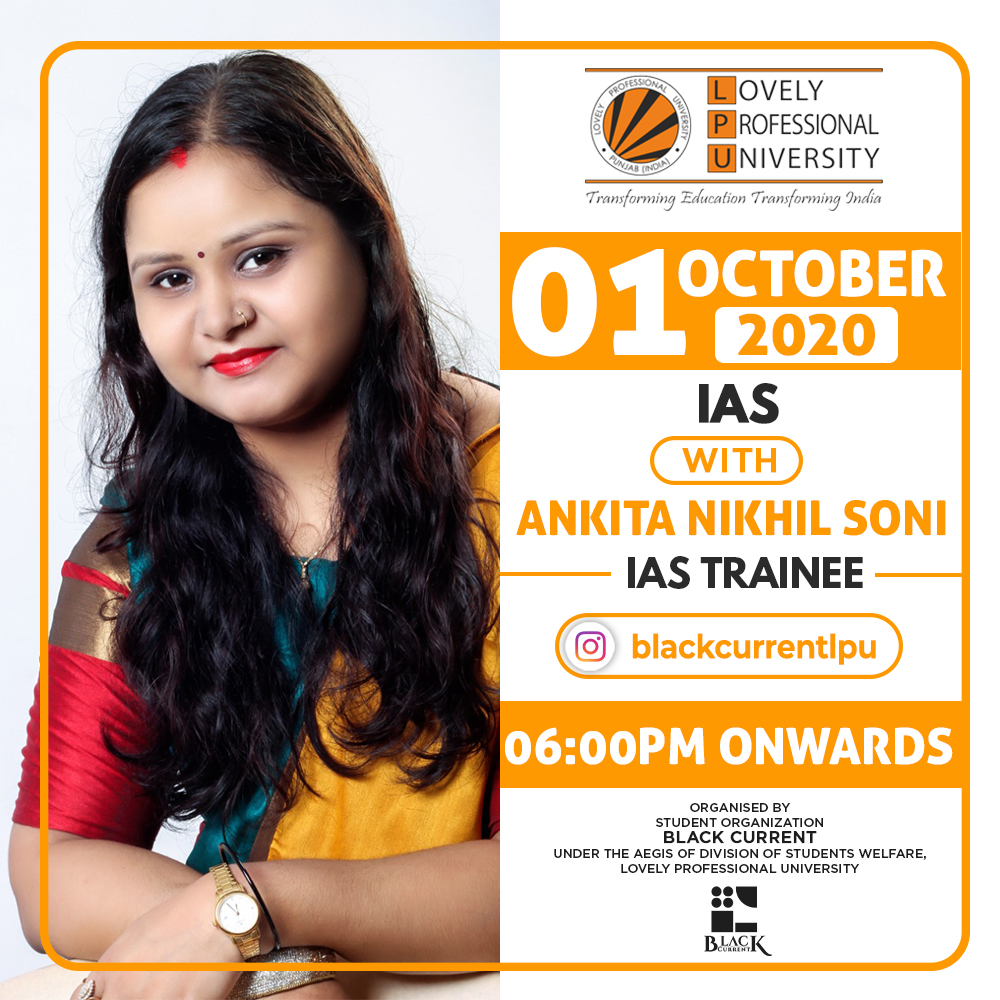 LOVELY PROFESSIONAL UNIVERSITY
PUNJAB (INDIA)
LOVELY
PROFESSIONAL
UNIVERSITY
Transforming Education Transforming India
01 OCTOBER
2020
IAS
WITH
ANKITA NIKHIL SONI
IAS TRAINEE
blackcurrentlpu
06:00PM ONWARDS
ORGANISED BY
STUDENT ORGANIZATION
BLACK CURRENT
UNDER THE AEGIS OF DIVISION OF STUDENTS WELFARE,
LOVELY PROFESSIONAL UNIVERSITY
BLACK
CURRENT